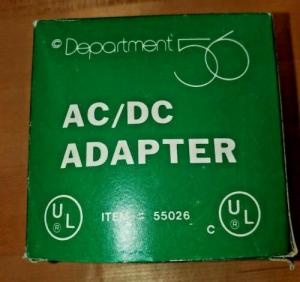 © Department 56
AC/DC
ADAPTER
UL ®
ITEM # 55026
C UL ®